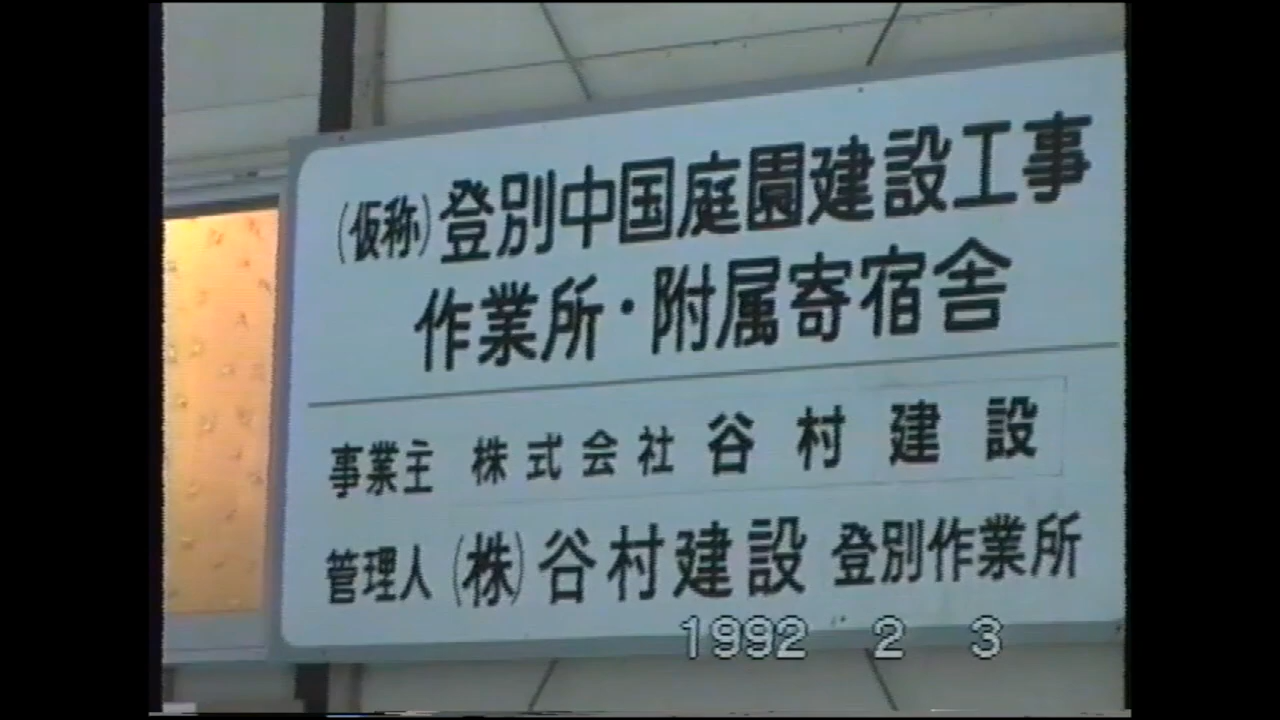 (仮称)登別中国庭園建設工事
作業所・附属寄宿舎
事業主 株式会社 谷村建設
管理人 (株)谷村建設 登別作業所
1992 2 3